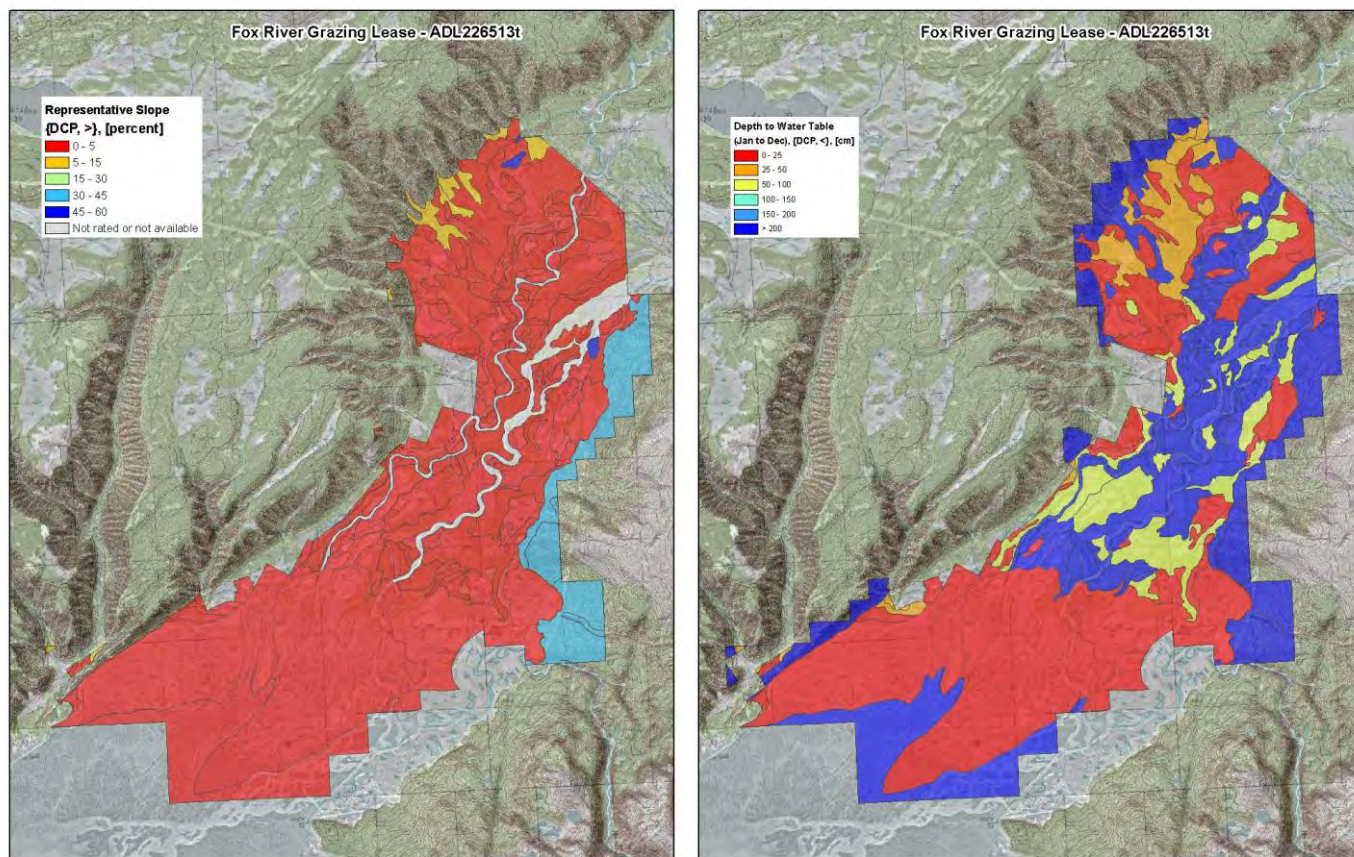 Fox River Grazing Lease - ADL226513t
Representative Slope
{DCP, >}, [percent]
0 - 5
5 - 15
15 - 30
30 - 45
45 - 60
Not rated or not available
Fox River Grazing Lease - ADL226513t
Depth to Water Table
(Jan to Dec), {DCP, <}, [cm]
0 - 25
25 - 50
50 - 100
100 - 150
150 - 200
> 200